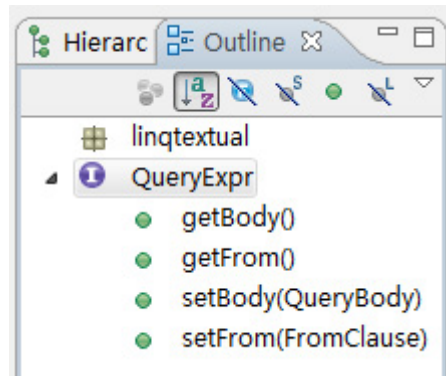 Hierarc Outline
linqtextual
QueryExpr
getBody()
getFrom()
setBody(QueryBody)
setFrom(FromClause)